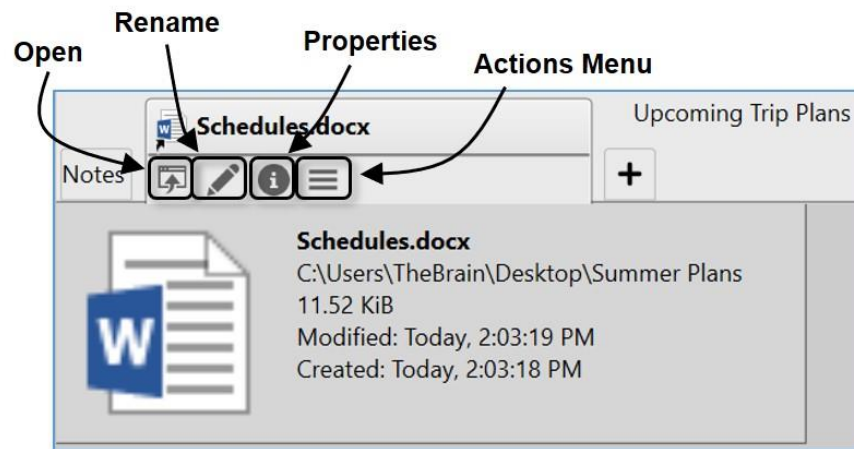 Rename
Open
Properties
Actions Menu
Schedules.docx
Upcoming Trip Plans
Notes
Schedules.docx
C:\Users\TheBrain\Desktop\Summer Plans
11.52 KiB
Modified: Today, 2:03:19 PM
Created: Today, 2:03:18 PM
W